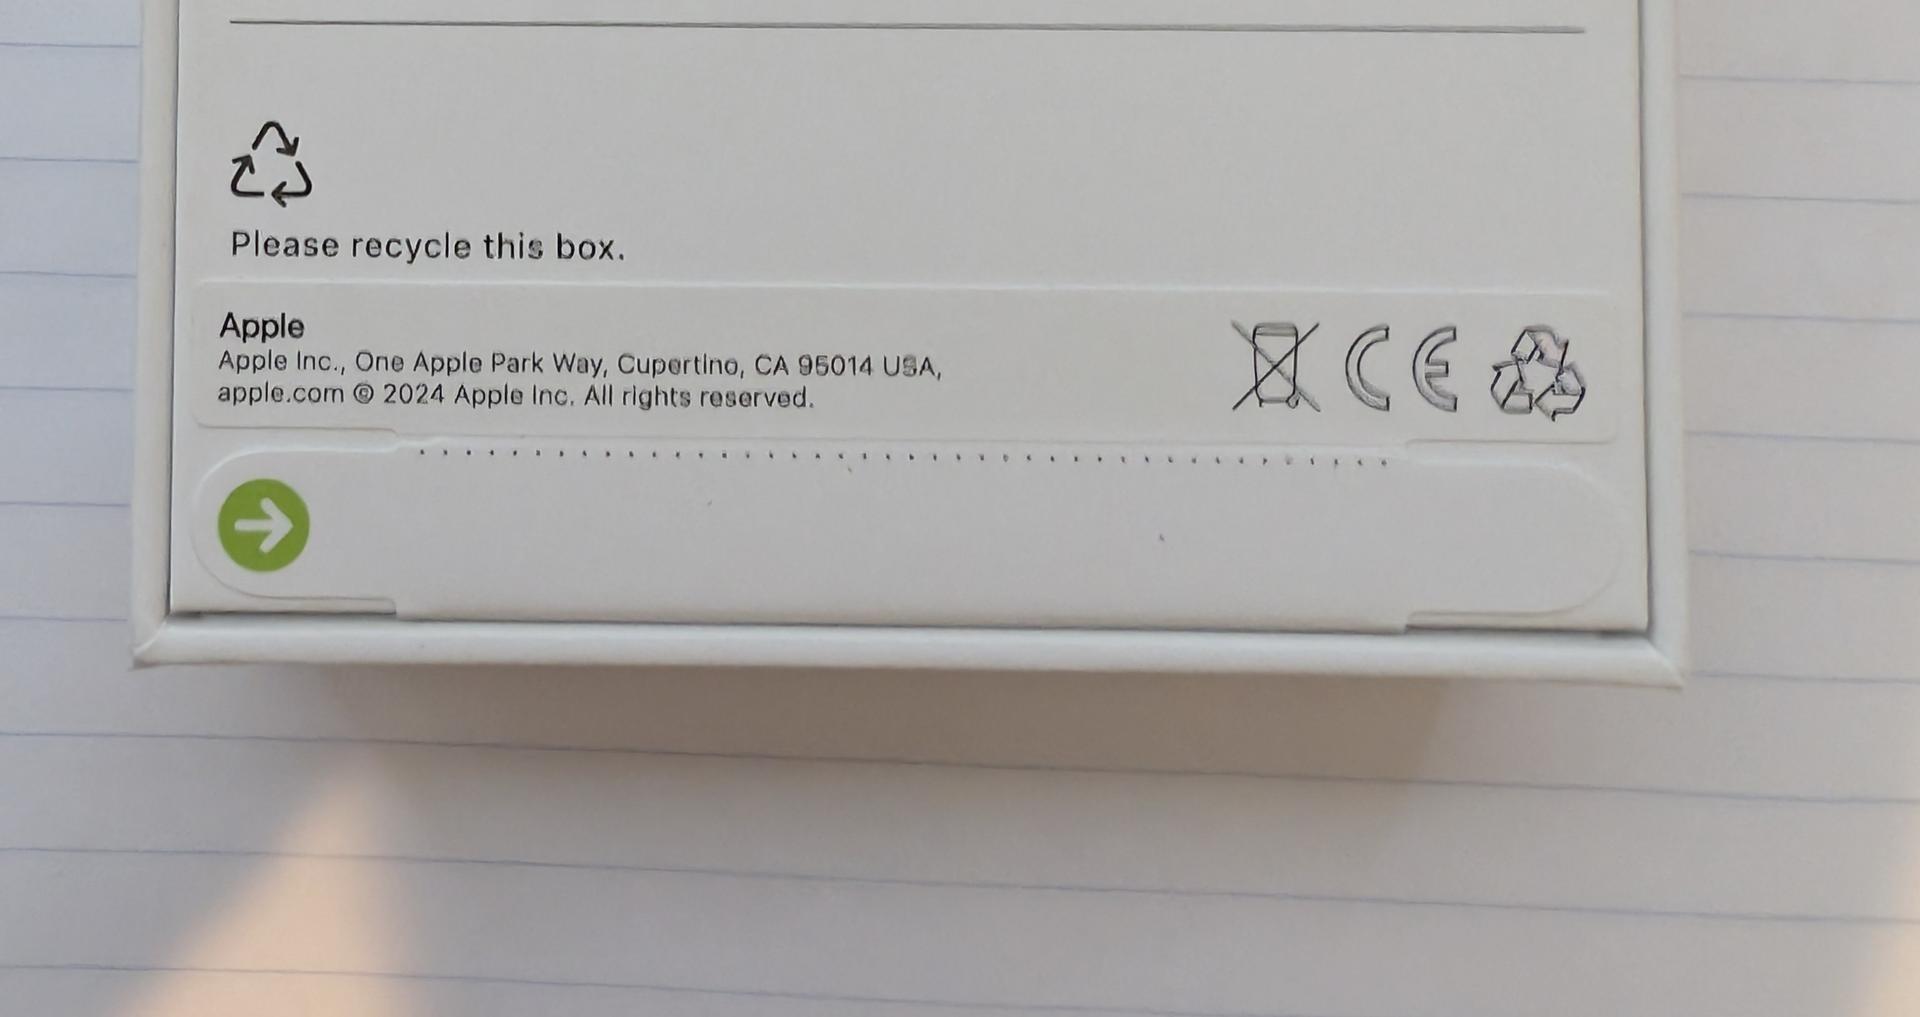 Please recycle this box.
Apple
Apple Inc., One Apple Park Way, Cupertino, CA 95014 USA,
apple.com © 2024 Apple Inc. All rights reserved.
CE